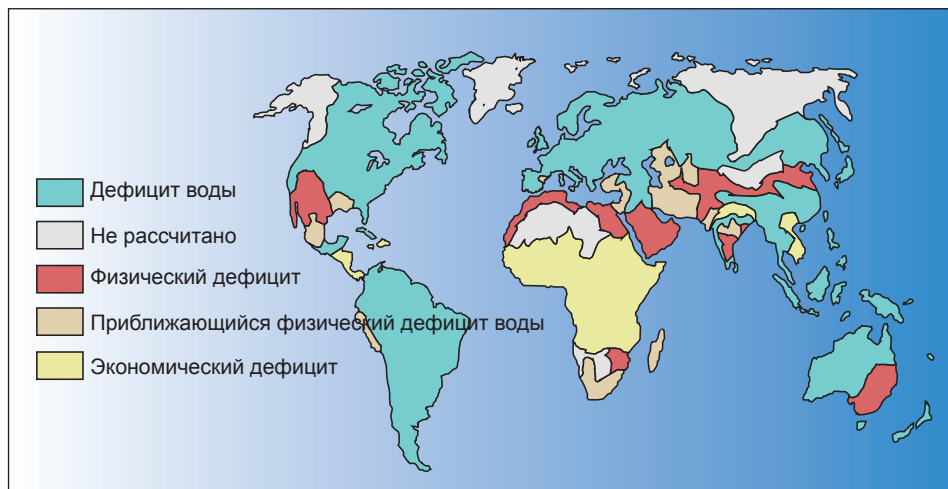 Дефицит воды
Не рассчитано
Физический дефицит
Приближающийся физический дефицит воды
Экономический дефицит